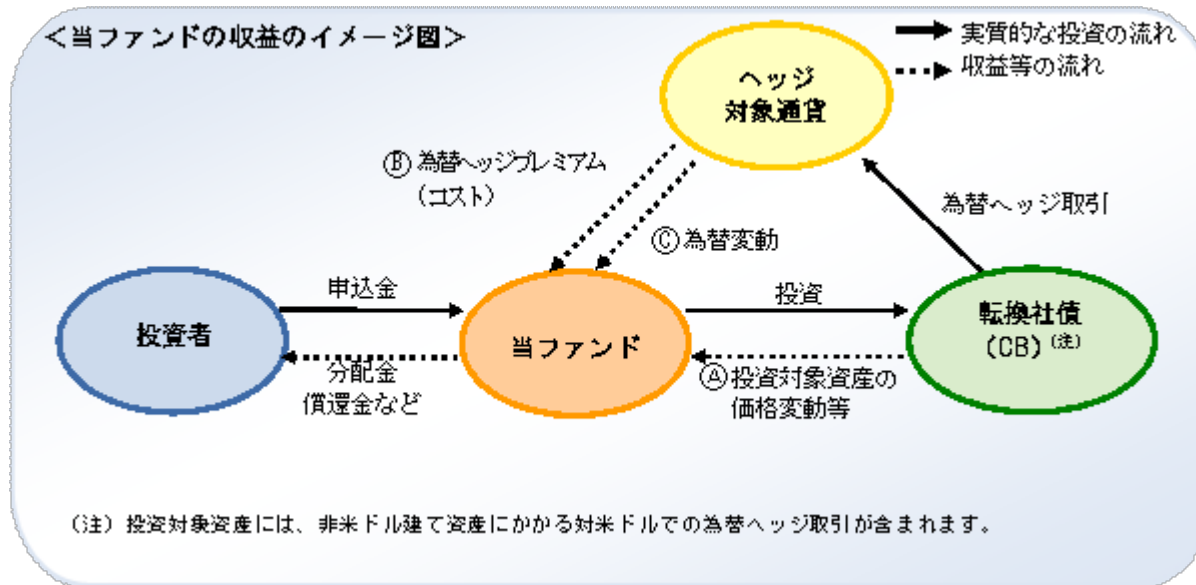 <当ファンドの収益のイメージ図>
実質的な投資の流れ
収益等の流れ
ヘッジ
対象通貨
Ⓑ 為替ヘッジプレミアム
(コスト)
為替ヘッジ取引
Ⓒ 為替変動
申込金
投資
投資者
当ファンド
転換社債
(CB)(注)
分配金
償還金など
Ⓐ 投資対象資産の
価格変動等
(注) 投資対象資産には、非米ドル建て資産にかかる対米ドルでの為替ヘッジ取引が含まれます。